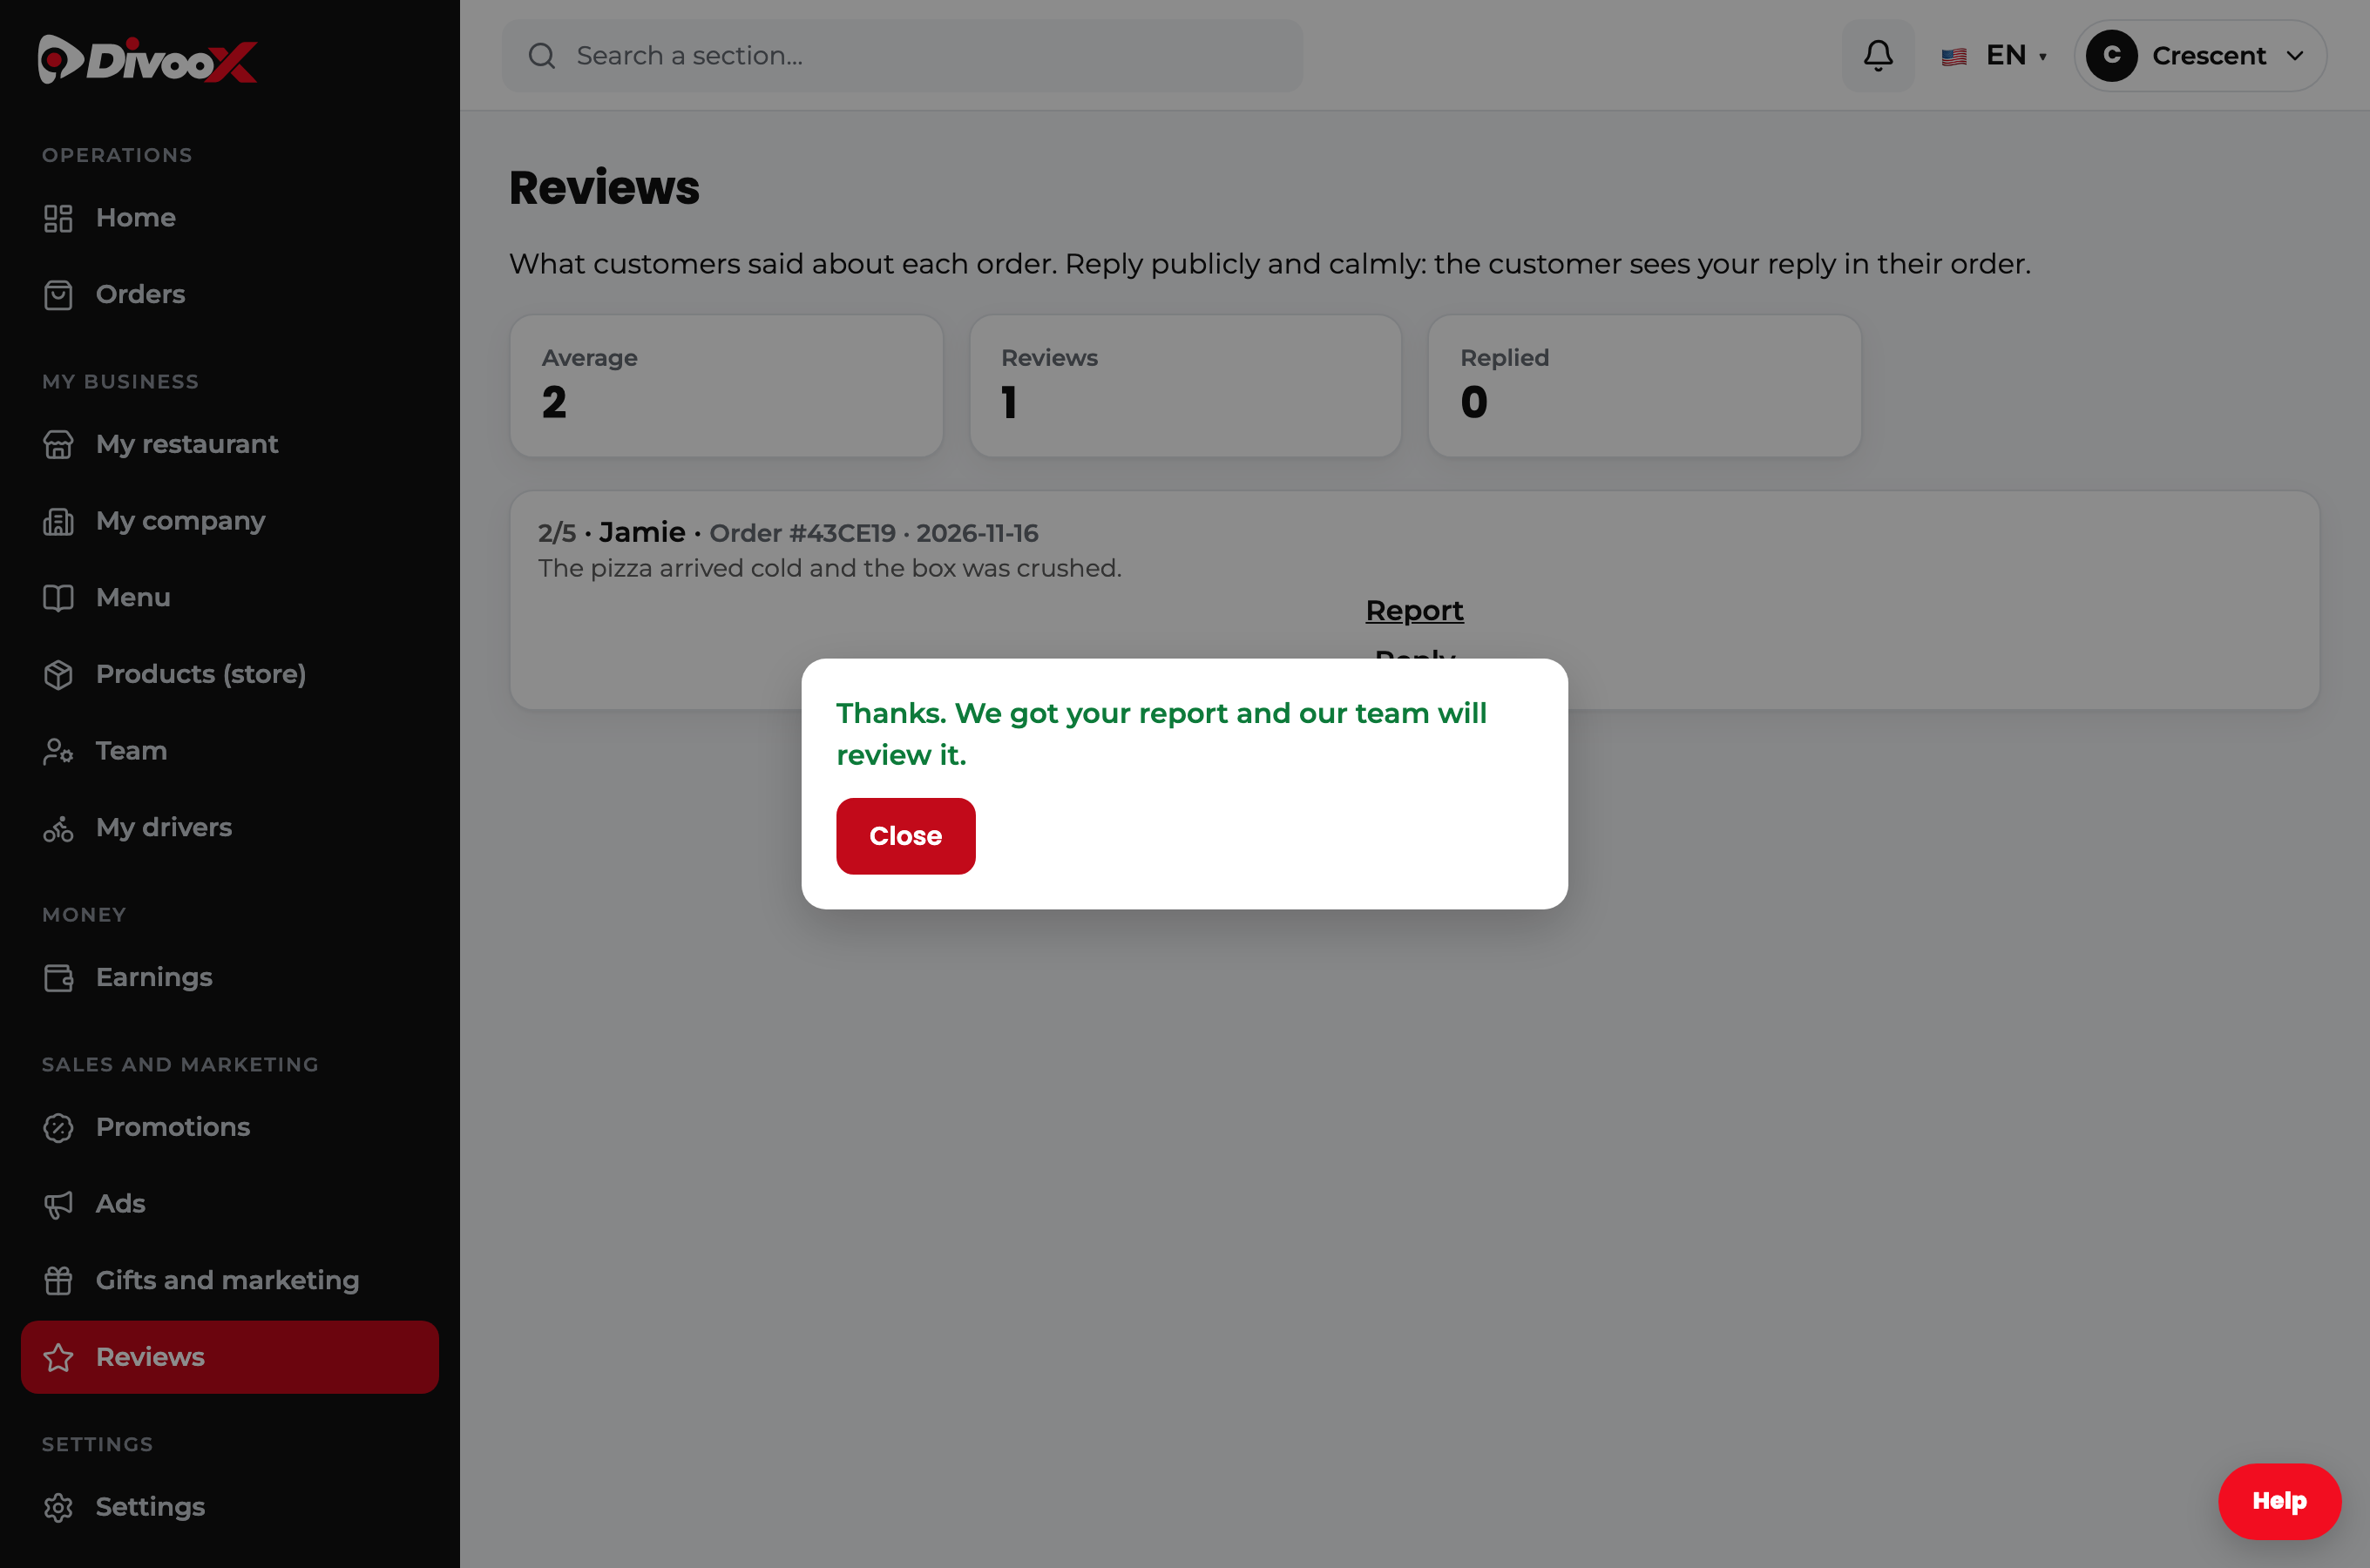 DivooX
Search a section...
EN
C
Crescent
OPERATIONS
Home
Orders
MY BUSINESS
My restaurant
My company
Menu
Products (store)
Team
My drivers
MONEY
Earnings
SALES AND MARKETING
Promotions
Ads
Gifts and marketing
Reviews
SETTINGS
Settings
Reviews
What customers said about each order. Reply publicly and calmly: the customer sees your reply in their order.
Average
2
Reviews
1
Replied
0
2/5 · Jamie · Order #43CE19 · 2026-11-16
The pizza arrived cold and the box was crushed.
Report
Reply
Thanks. We got your report and our team will
review it.
Close
Help